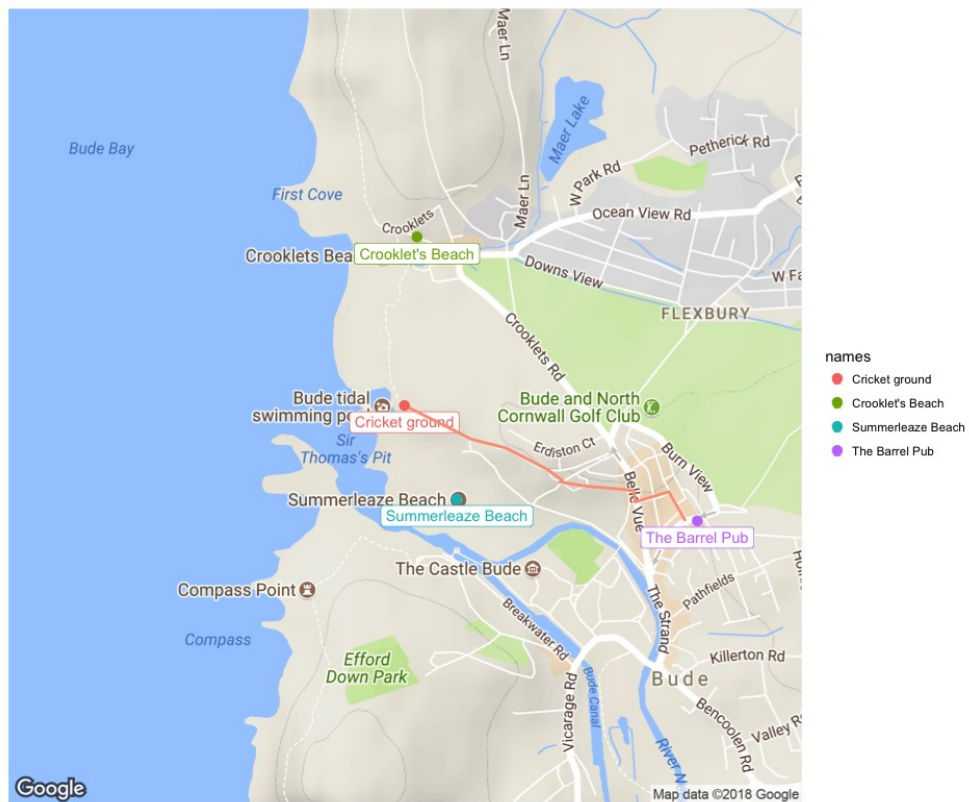 Maer Ln
Maer Lake
Petherick Rd
Bude Bay
W Park Rd
First Cove
Maer Ln
Ocean View Rd
Crooklets
Crooklets Bea
Crooklet's Beach
Downs View
W Fa
FLEXBURY
Crooklets Rd
Bude tidal
swimming po
Cricket ground
Bude and North
Cornwall Golf Club
Sir
Thomas's Pit
Erdiston Ct
Burn View
Belle Vue
Summerleaze Beach
Summerleaze Beach
The Barrel Pub
The Castle Bude
Compass Point
Pathfields
The Strand
Breakwater Rd
Compass
Efford
Down Park
Killerton Rd
Bude
Vicarage Rd
Bude Canal
Bencoolen Rd
Valley R
River N
Google
Map data ©2018 Google
names
Cricket ground
Crooklet's Beach
Summerleaze Beach
The Barrel Pub